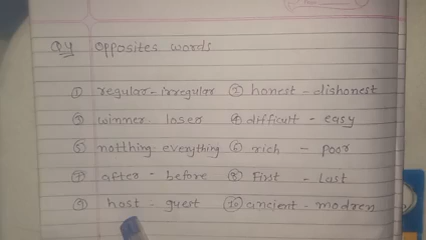 Q4 Opposites words
① regular - irregular ② honest - dishonest
③ winner loser ④ difficult - easy
⑤ notthing everything ⑥ rich - poor
⑦ after - before ⑧ First - last
⑨ host - guest ⑩ ancient - modren